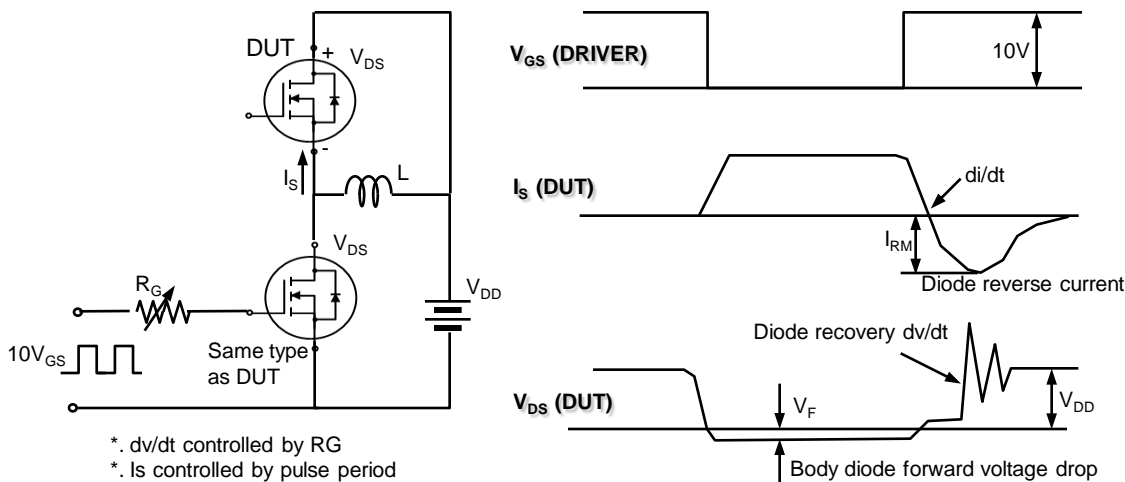 DUT
+
V_DS
-
I_S
L
V_DS
R_G
V_DD
10V_GS
Same type
as DUT
*. dv/dt controlled by RG
*. Is controlled by pulse period
V_GS (DRIVER)
10V
I_S (DUT)
di/dt
I_RM
Diode reverse current
Diode recovery dv/dt
V_DS (DUT)
V_F
V_DD
Body diode forward voltage drop